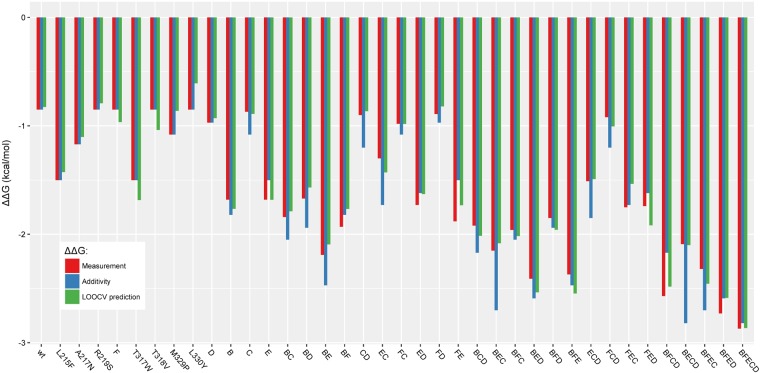 0
-1
-2
-3
ΔΔG (kcal/mol)
ΔΔG:
Measurement
Additivity
LOOCV prediction
wt L215F A217N R219S F T317W T318V M329P L330Y D B C E BC BD BE BF CD EC FC ED FD FE BCD BEC BFC BED BFD BFE ECD FCD FEC FED BFCD BECD BFEC BFED BFECD